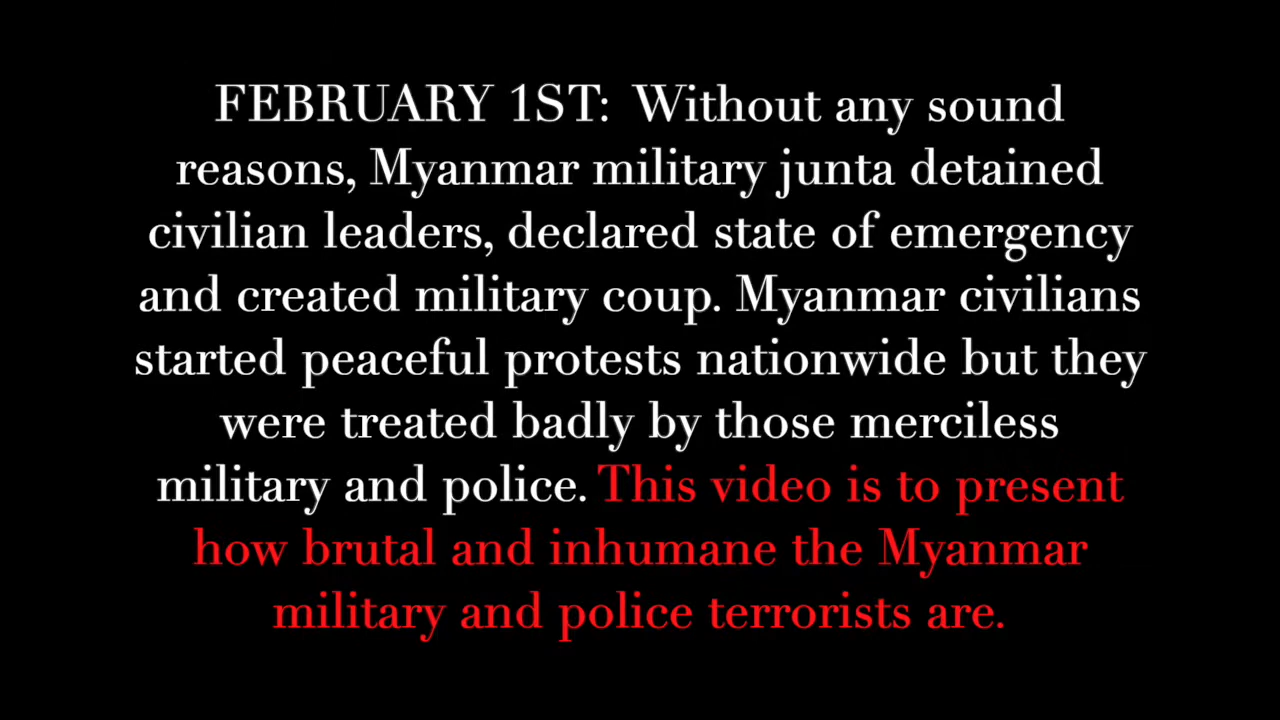 FEBRUARY 1ST: Without any sound
reasons, Myanmar military junta detained
civilian leaders, declared state of emergency
and created military coup. Myanmar civilians
started peaceful protests nationwide but they
were treated badly by those merciless
military and police. This video is to present
how brutal and inhumane the Myanmar
military and police terrorists are.